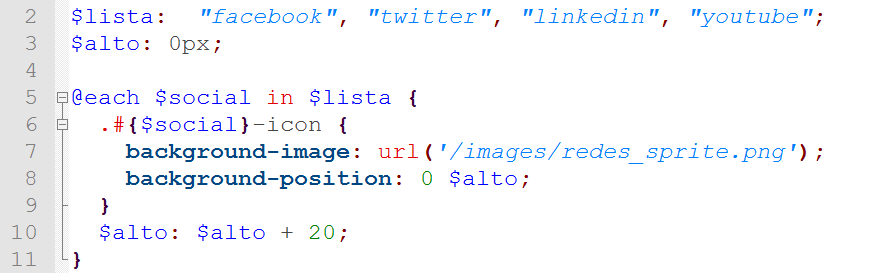 2 $lista:  "facebook", "twitter", "linkedin", "youtube";
3 $alto: 0px;
4
5 @each $social in $lista {
6   .#{$social}-icon {
7     background-image: url('/images/redes_sprite.png');
8     background-position: 0 $alto;
9   }
10   $alto: $alto + 20;
11 }